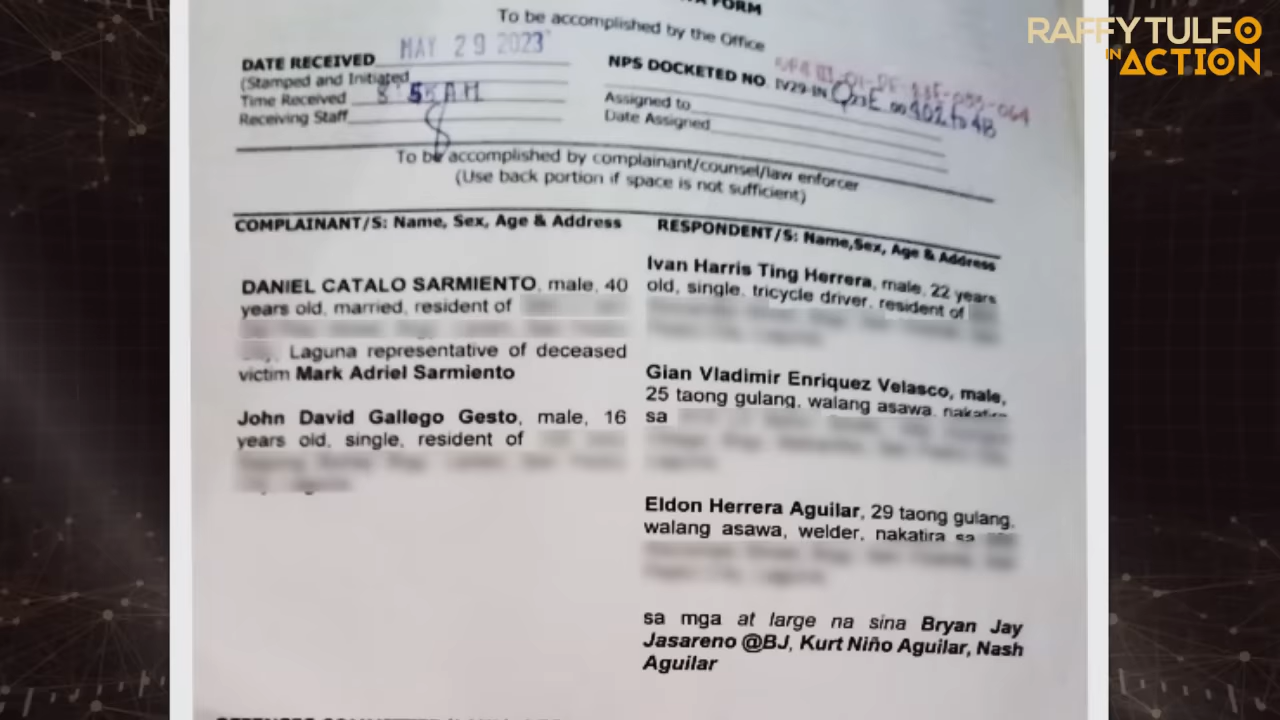 RAFFY TULFO
IN ACTION
FORM
To be accomplished by the Office
DATE RECEIVED MAY 29 2023
(Stamped and Initiated
Time Received
Receiving Staff
NPS DOCKETED NO. IV29-IN
Assigned to
Date Assigned
To be accomplished by complainant/counsel/law enforcer
(Use back portion if space is not sufficient)
COMPLAINANT/S: Name, Sex, Age & Address
DANIEL CATALO SARMIENTO, male, 40
years old, married, resident of
Laguna representative of deceased
victim Mark Adriel Sarmiento
John David Gallego Gesto, male, 16
years old, single, resident of
RESPONDENT/S: Name,Sex, Age & Address
Ivan Harris Ting Herrera, male, 22 years
old, single, tricycle driver, resident of
Gian Vladimir Enriquez Velasco, male,
25 taong gulang, walang asawa, nakatira
sa
Eldon Herrera Aguilar, 29 taong gulang,
walang asawa, welder, nakatira sa
sa mga at large na sina Bryan Jay
Jasareno @BJ, Kurt Niño Aguilar, Nash
Aguilar